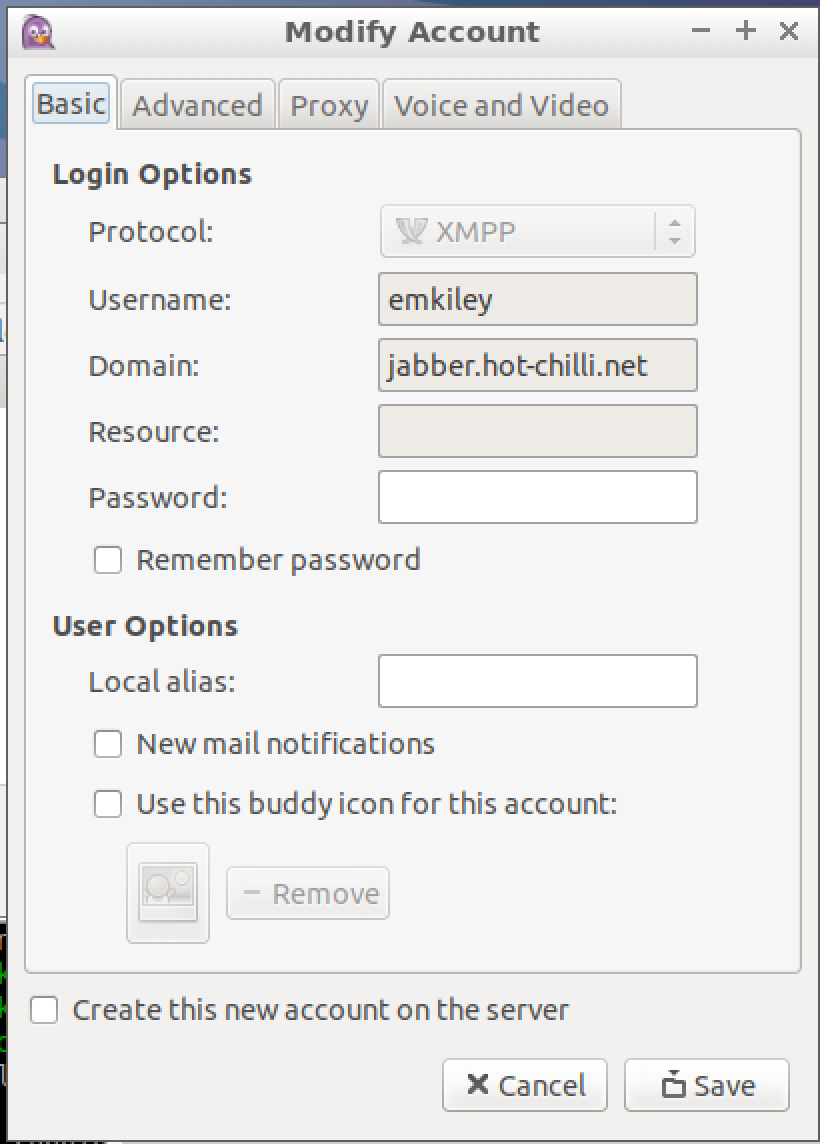 Modify Account
Basic Advanced Proxy Voice and Video
Login Options
Protocol: XMPP
Username: emkiley
Domain: jabber.hot-chilli.net
Resource:
Password:
Remember password
User Options
Local alias:
New mail notifications
Use this buddy icon for this account:
Remove
Create this new account on the server
Cancel Save